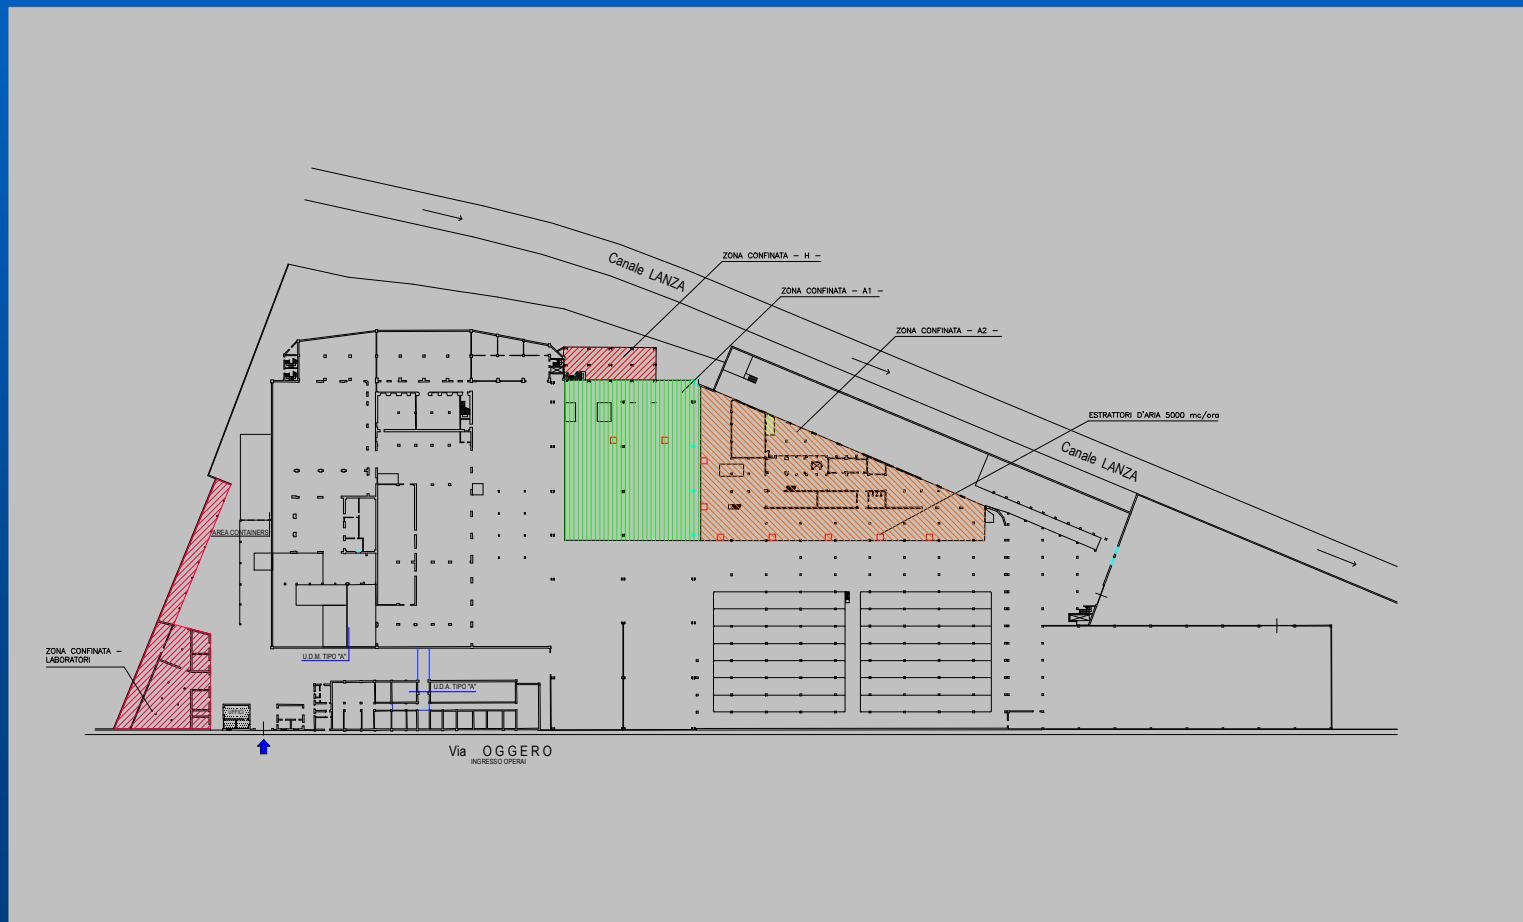 Canale LANZA
ZONA CONFINATA - H -
ZONA CONFINATA - A1 -
ZONA CONFINATA - A2 -
ESTRATTORI D'ARIA 5000 mc/ora
Canale LANZA
AREA CONTAINERS
ZONA CONFINATA -
LABORATORI
U.D.M. TIPO "A"
U.D.A. TIPO "A"
UFFICI
Via OGGERO
INGRESSO OPERAI